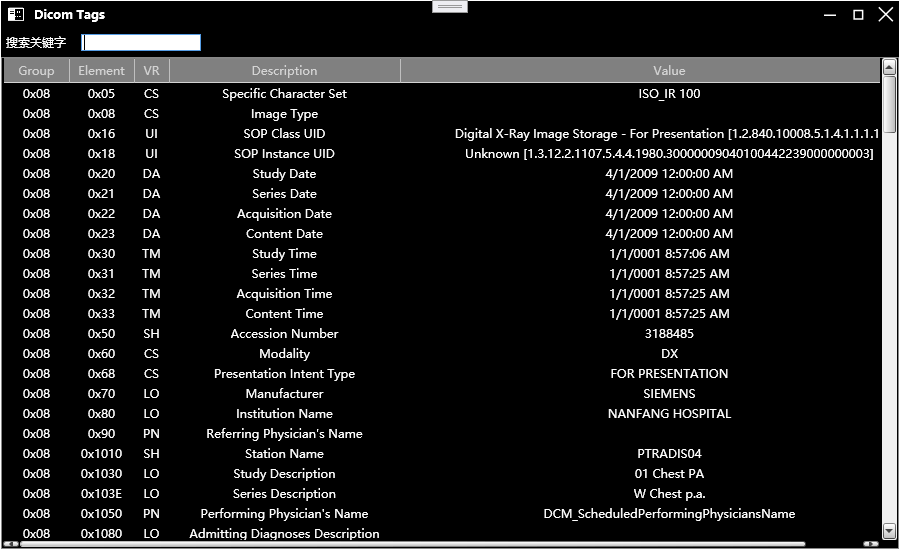 Dicom Tags
搜索关键字
Group Element VR Description Value
0x08 0x05 CS Specific Character Set ISO_IR 100
0x08 0x08 CS Image Type
0x08 0x16 UI SOP Class UID Digital X-Ray Image Storage - For Presentation [1.2.840.10008.5.1.4.1.1.1.1
0x08 0x18 UI SOP Instance UID Unknown [1.3.12.2.1107.5.4.4.1980.30000009040100442239000000003]
0x08 0x20 DA Study Date 4/1/2009 12:00:00 AM
0x08 0x21 DA Series Date 4/1/2009 12:00:00 AM
0x08 0x22 DA Acquisition Date 4/1/2009 12:00:00 AM
0x08 0x23 DA Content Date 4/1/2009 12:00:00 AM
0x08 0x30 TM Study Time 1/1/0001 8:57:06 AM
0x08 0x31 TM Series Time 1/1/0001 8:57:25 AM
0x08 0x32 TM Acquisition Time 1/1/0001 8:57:25 AM
0x08 0x33 TM Content Time 1/1/0001 8:57:25 AM
0x08 0x50 SH Accession Number 3188485
0x08 0x60 CS Modality DX
0x08 0x68 CS Presentation Intent Type FOR PRESENTATION
0x08 0x70 LO Manufacturer SIEMENS
0x08 0x80 LO Institution Name NANFANG HOSPITAL
0x08 0x90 PN Referring Physician's Name
0x08 0x1010 SH Station Name PTRADIS04
0x08 0x1030 LO Study Description 01 Chest PA
0x08 0x103E LO Series Description W Chest p.a.
0x08 0x1050 PN Performing Physician's Name DCM_ScheduledPerformingPhysiciansName
0x08 0x1080 LO Admitting Diagnoses Description